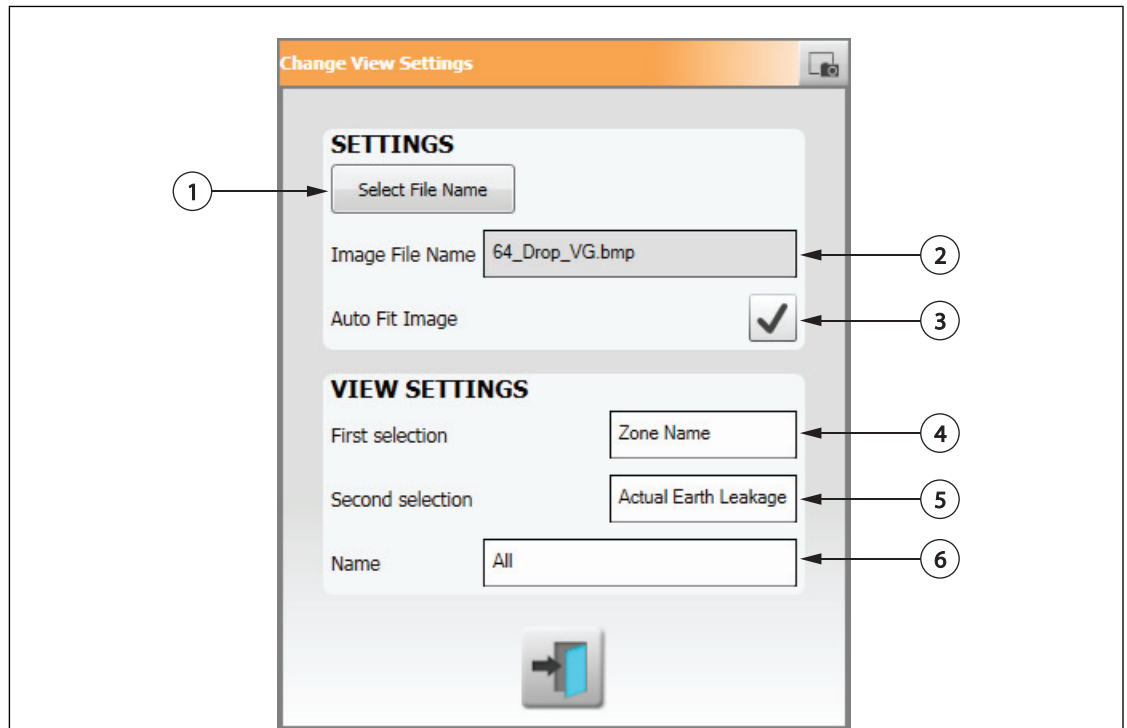 Change View Settings
SETTINGS
1
Select File Name
Image File Name 64_Drop_VG.bmp 2
Auto Fit Image 3
VIEW SETTINGS
First selection Zone Name 4
Second selection Actual Earth Leakage 5
Name All 6